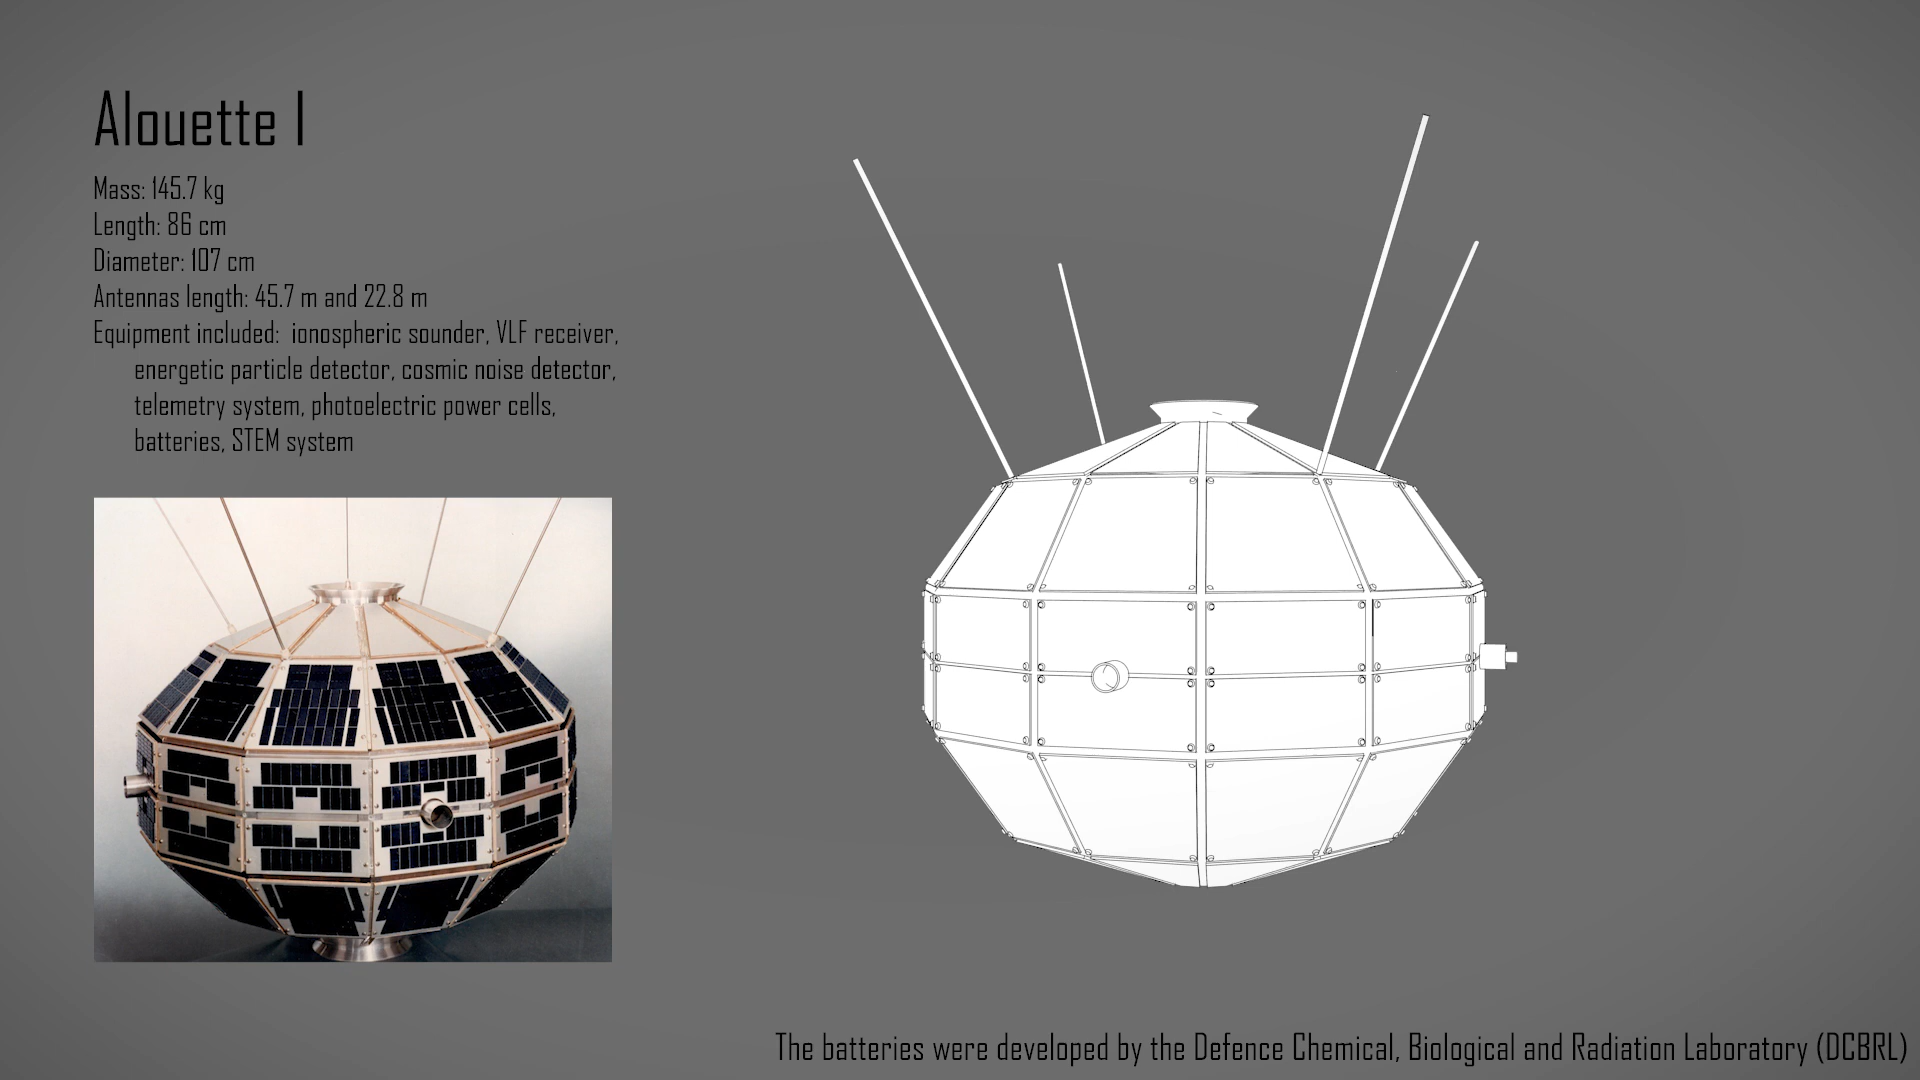 Alouette I
Mass: 145.7 kg
Length: 86 cm
Diameter: 107 cm
Antennas length: 45.7 m and 22.8 m
Equipment included: ionospheric sounder, VLF receiver,
energetic particle detector, cosmic noise detector,
telemetry system, photoelectric power cells,
batteries, STEM system
The batteries were developed by the Defence Chemical, Biological and Radiation Laboratory (DCBRL)